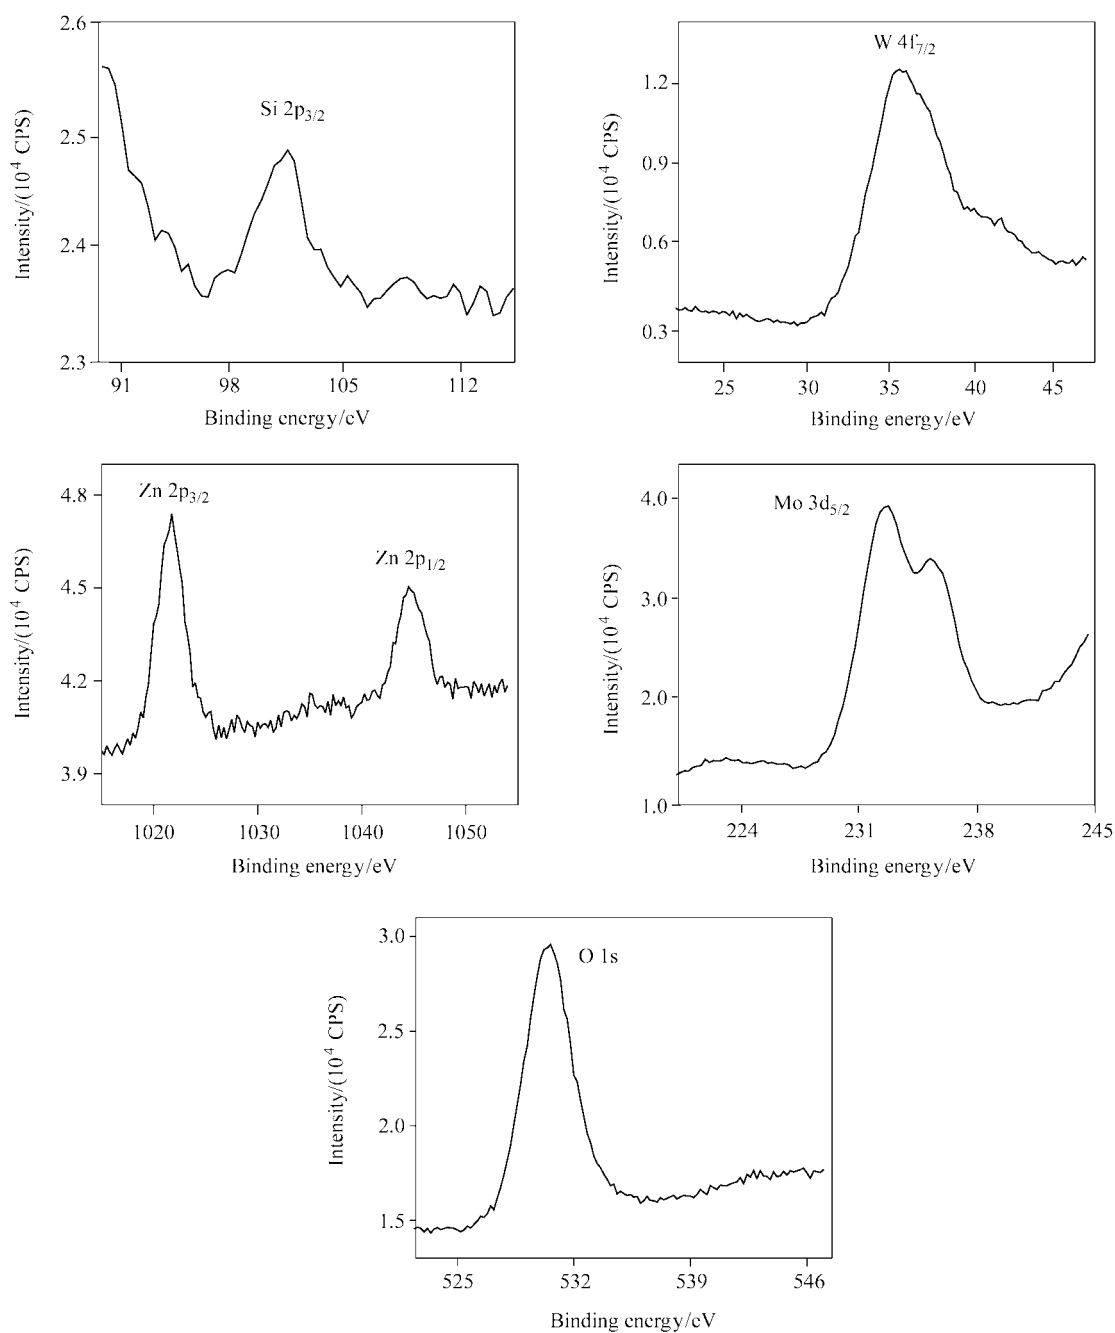 2.6
2.5
2.4
2.3
Intensity/(10⁴ CPS)
Si 2p₃/₂
91 98 105 112
Binding energy/eV
1.2
0.9
0.6
0.3
Intensity/(10⁴ CPS)
W 4f₇/₂
25 30 35 40 45
Binding energy/eV
4.8
4.5
4.2
3.9
Intensity/(10⁴ CPS)
Zn 2p₃/₂
Zn 2p₁/₂
1020 1030 1040 1050
Binding energy/eV
4.0
3.0
2.0
1.0
Intensity/(10⁴ CPS)
Mo 3d₅/₂
224 231 238 245
Binding energy/eV
3.0
2.5
2.0
1.5
Intensity/(10⁴ CPS)
O 1s
525 532 539 546
Binding energy/eV